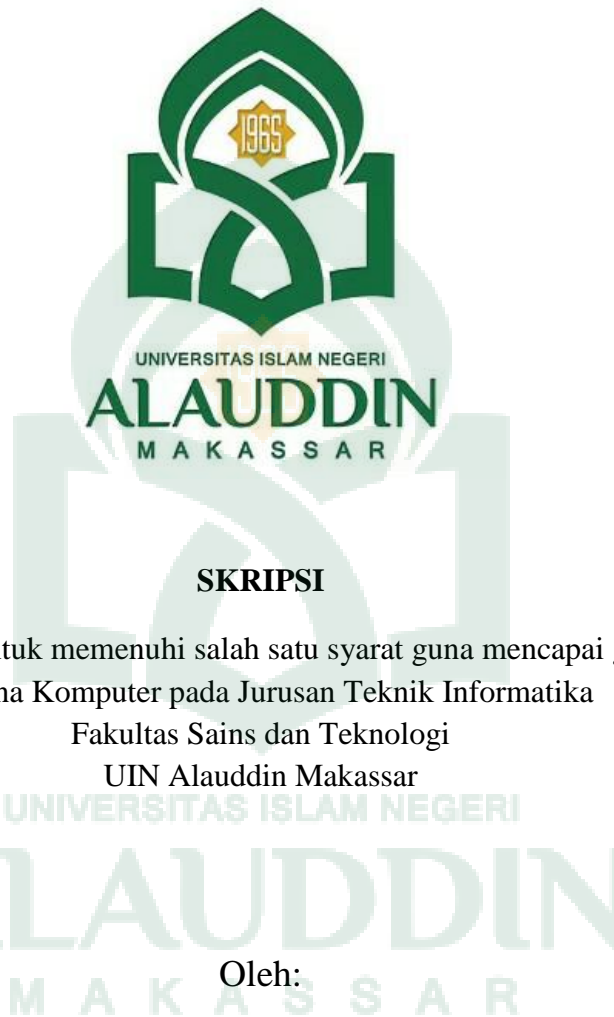 1965
UNIVERSITAS ISLAM NEGERI
ALAUDDIN
MAKASSAR
SKRIPSI
tuk memenuhi salah satu syarat guna mencapai
na Komputer pada Jurusan Teknik Informatika
Fakultas Sains dan Teknologi
UIN Alauddin Makassar
UNIVERSITAS ISLAM NEGERI
ALAUDDIN
Oleh:
MAKASSAR